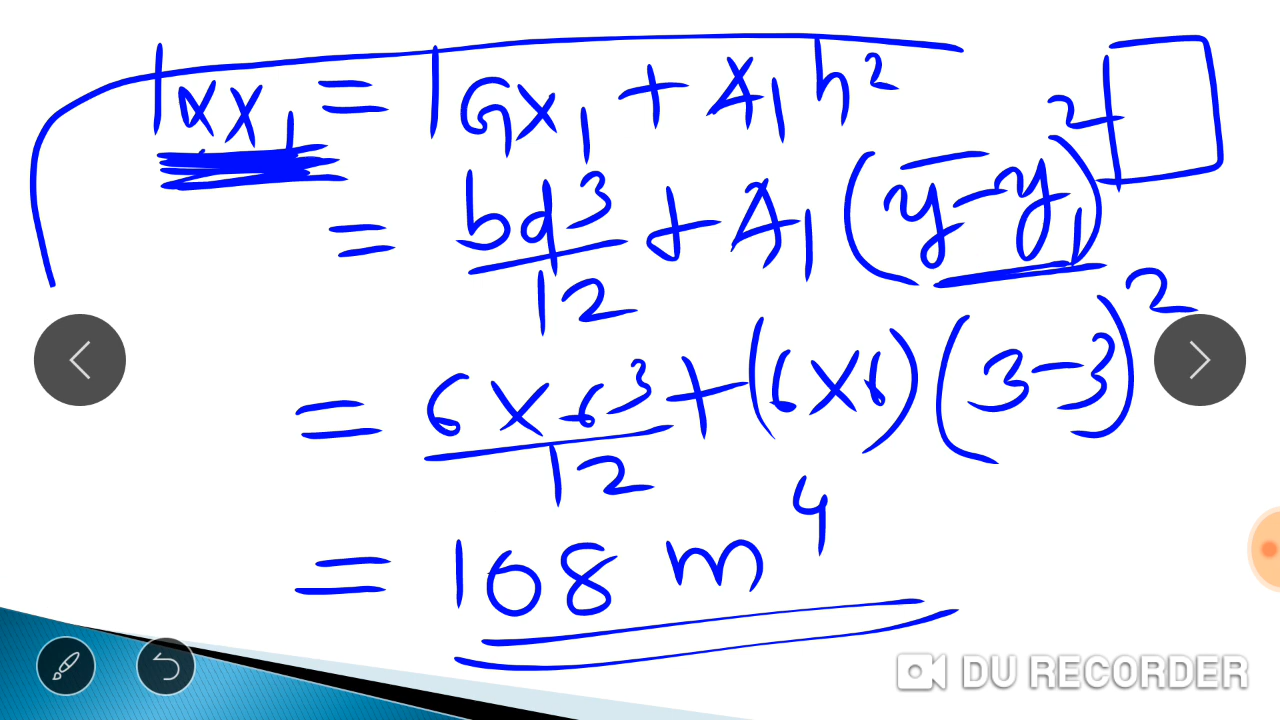 Ixx₁ = IGx₁ + A₁h²
= bd³/12 + A₁(ȳ-y₁)²
= 6×6³/12 + (6×6)(3-3)²
= 108 m⁴
DU RECORDER